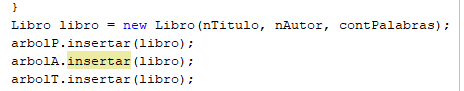 }
Libro libro = new Libro(nTitulo, nAutor, contPalabras);
arbolP.insertar(libro);
arbolA.insertar(libro);
arbolT.insertar(libro);